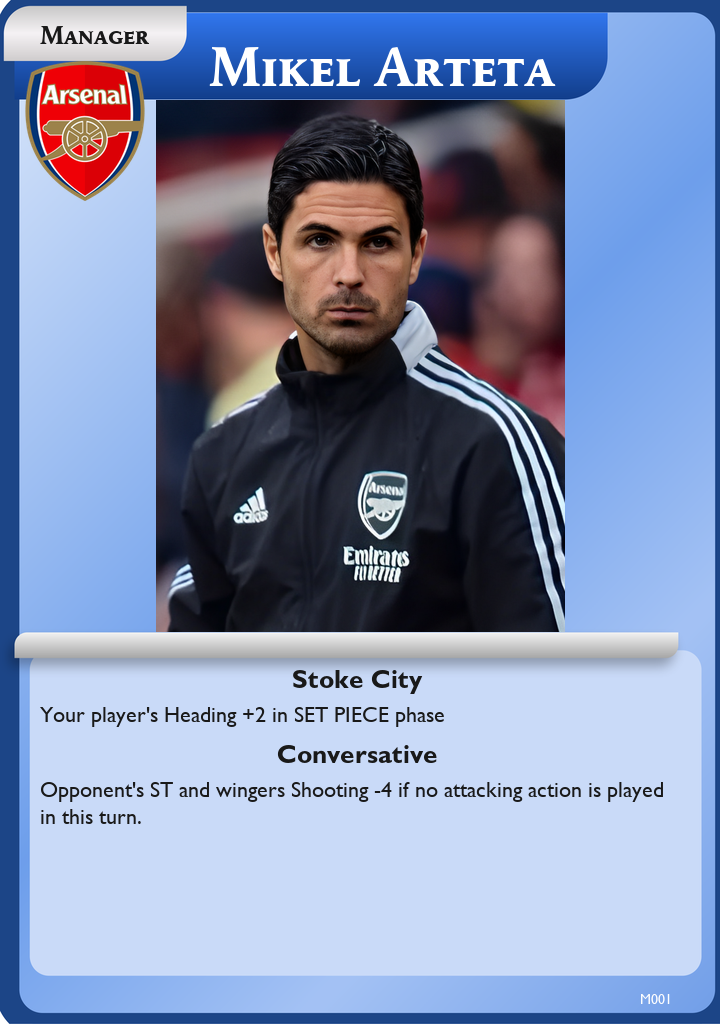 Manager
Mikel Arteta
Arsenal
adidas
Arsenal
Emirates
FLY BETTER
Stoke City
Your player's Heading +2 in SET PIECE phase
Conversative
Opponent's ST and wingers Shooting -4 if no attacking action is played
in this turn.
M001